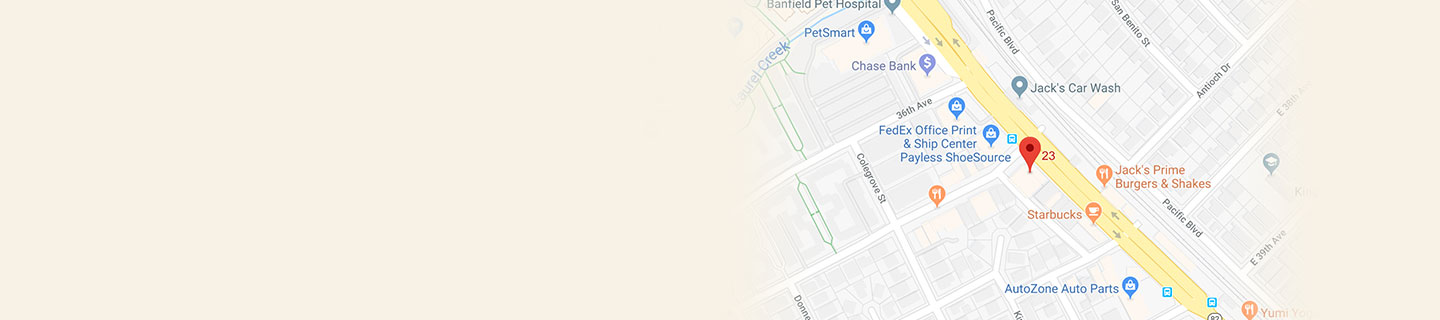 Banfield Pet Hospital
San Benito St
Pacific Blvd
PetSmart
Laurel Creek
Chase Bank
Antioch Dr
Jack's Car Wash
36th Ave
E 38th Ave
FedEx Office Print
& Ship Center
Payless ShoeSource
23
Colegrove St
Jack's Prime
Burgers & Shakes
Starbucks
Pacific Blvd
E 39th Ave
AutoZone Auto Parts
82